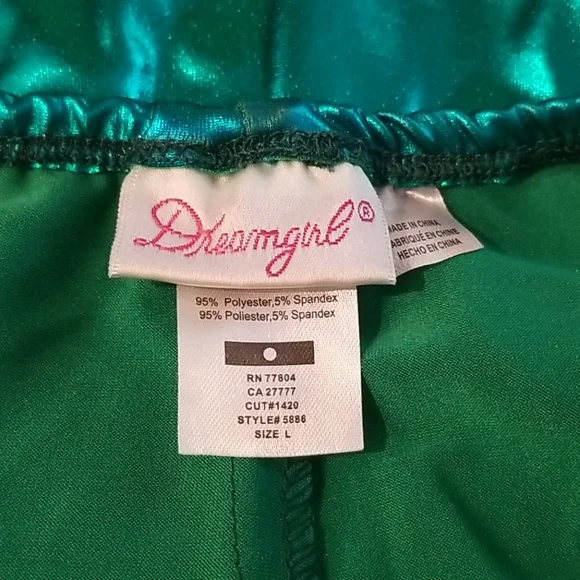 Dreamgirl®
MADE IN CHINA
FABRIQUÉ EN CHINE
HECHO EN CHINA
95% Polyester,5% Spandex
95% Poliester,5% Spandex
RN 77804
CA 27777
CUT#1420
STYLE# 5886
SIZE L